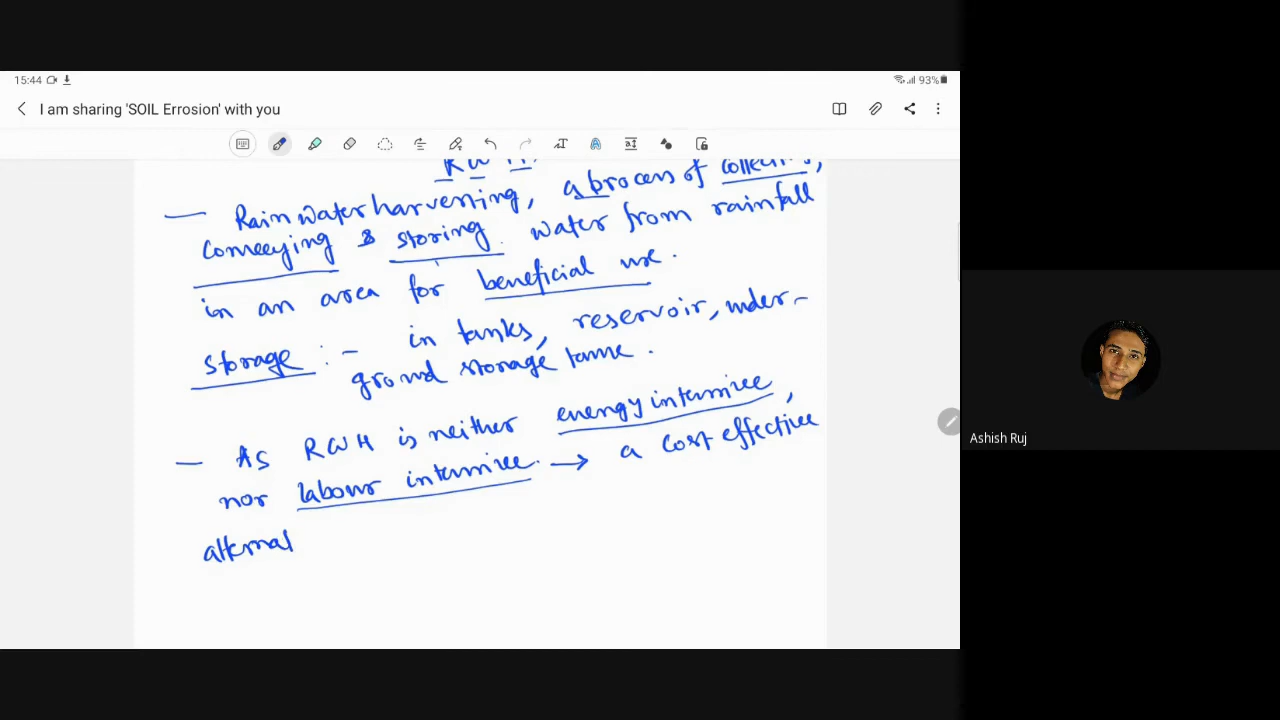 15:44 93%
I am sharing 'SOIL Errosion' with you
RWH
— Rain water harvesting, a process of collecting,
conveying & storing water from rainfall
in an area for beneficial use.
storage :- in tanks, reservoir, under-
ground storage
— As RWH is neither energy intensive,
nor labour intensive. → a cost effective
alternat
Ashish Ruj